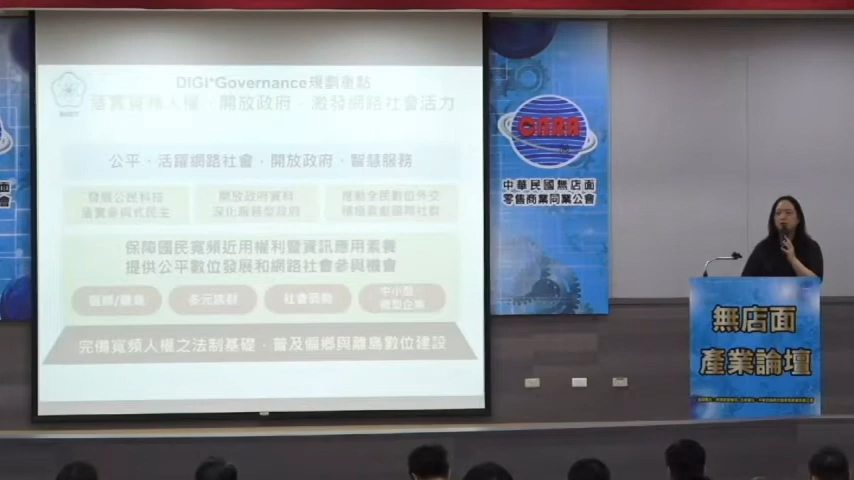 DIGI+Governance規劃重點
落實寬頻人權、開放政府、激發網路社會活力
公平、活躍網路社會，開放政府、智慧服務
發展公民科技
落實參與式民主
開放政府資料
深化服務型政府
推動全民數位外交
積極貢獻國際社群
保障國民寬頻近用權利暨資訊應用素養
提供公平數位發展和網路社會參與機會
偏鄉/離島
多元族群
社會弱勢
中小型
微型企業
完備寬頻人權之法制基礎，普及偏鄉與離島數位建設
中華民國無店面
零售商業同業公會
無店面
產業論壇
面
會